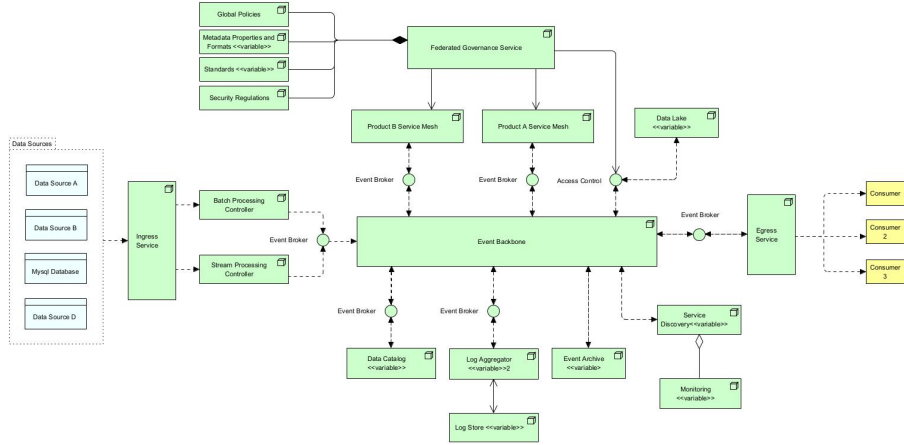 Global Policies
Metadata Properties and
Formats <<variable>>
Standards <<variable>>
Security Regulations
Federated Governance Service
Product B Service Mesh
Product A Service Mesh
Data Lake
<<variable>>
Event Broker
Event Broker
Access Control
Data Sources
Data Source A
Data Source B
Mysql Database
Data Source D
Ingress
Service
Batch Processing
Controller
Stream Processing
Controller
Event Broker
Event Backbone
Event Broker
Egress
Service
Consumer
Consumer
2
Consumer
3
Event Broker
Event Broker
Service
Discovery<<variable>>
Data Catalog
<<variable>>
Log Aggregator
<<variable>>2
Event Archive
<<variable>
Monitoring
<<variable>>
Log Store <<variable>>